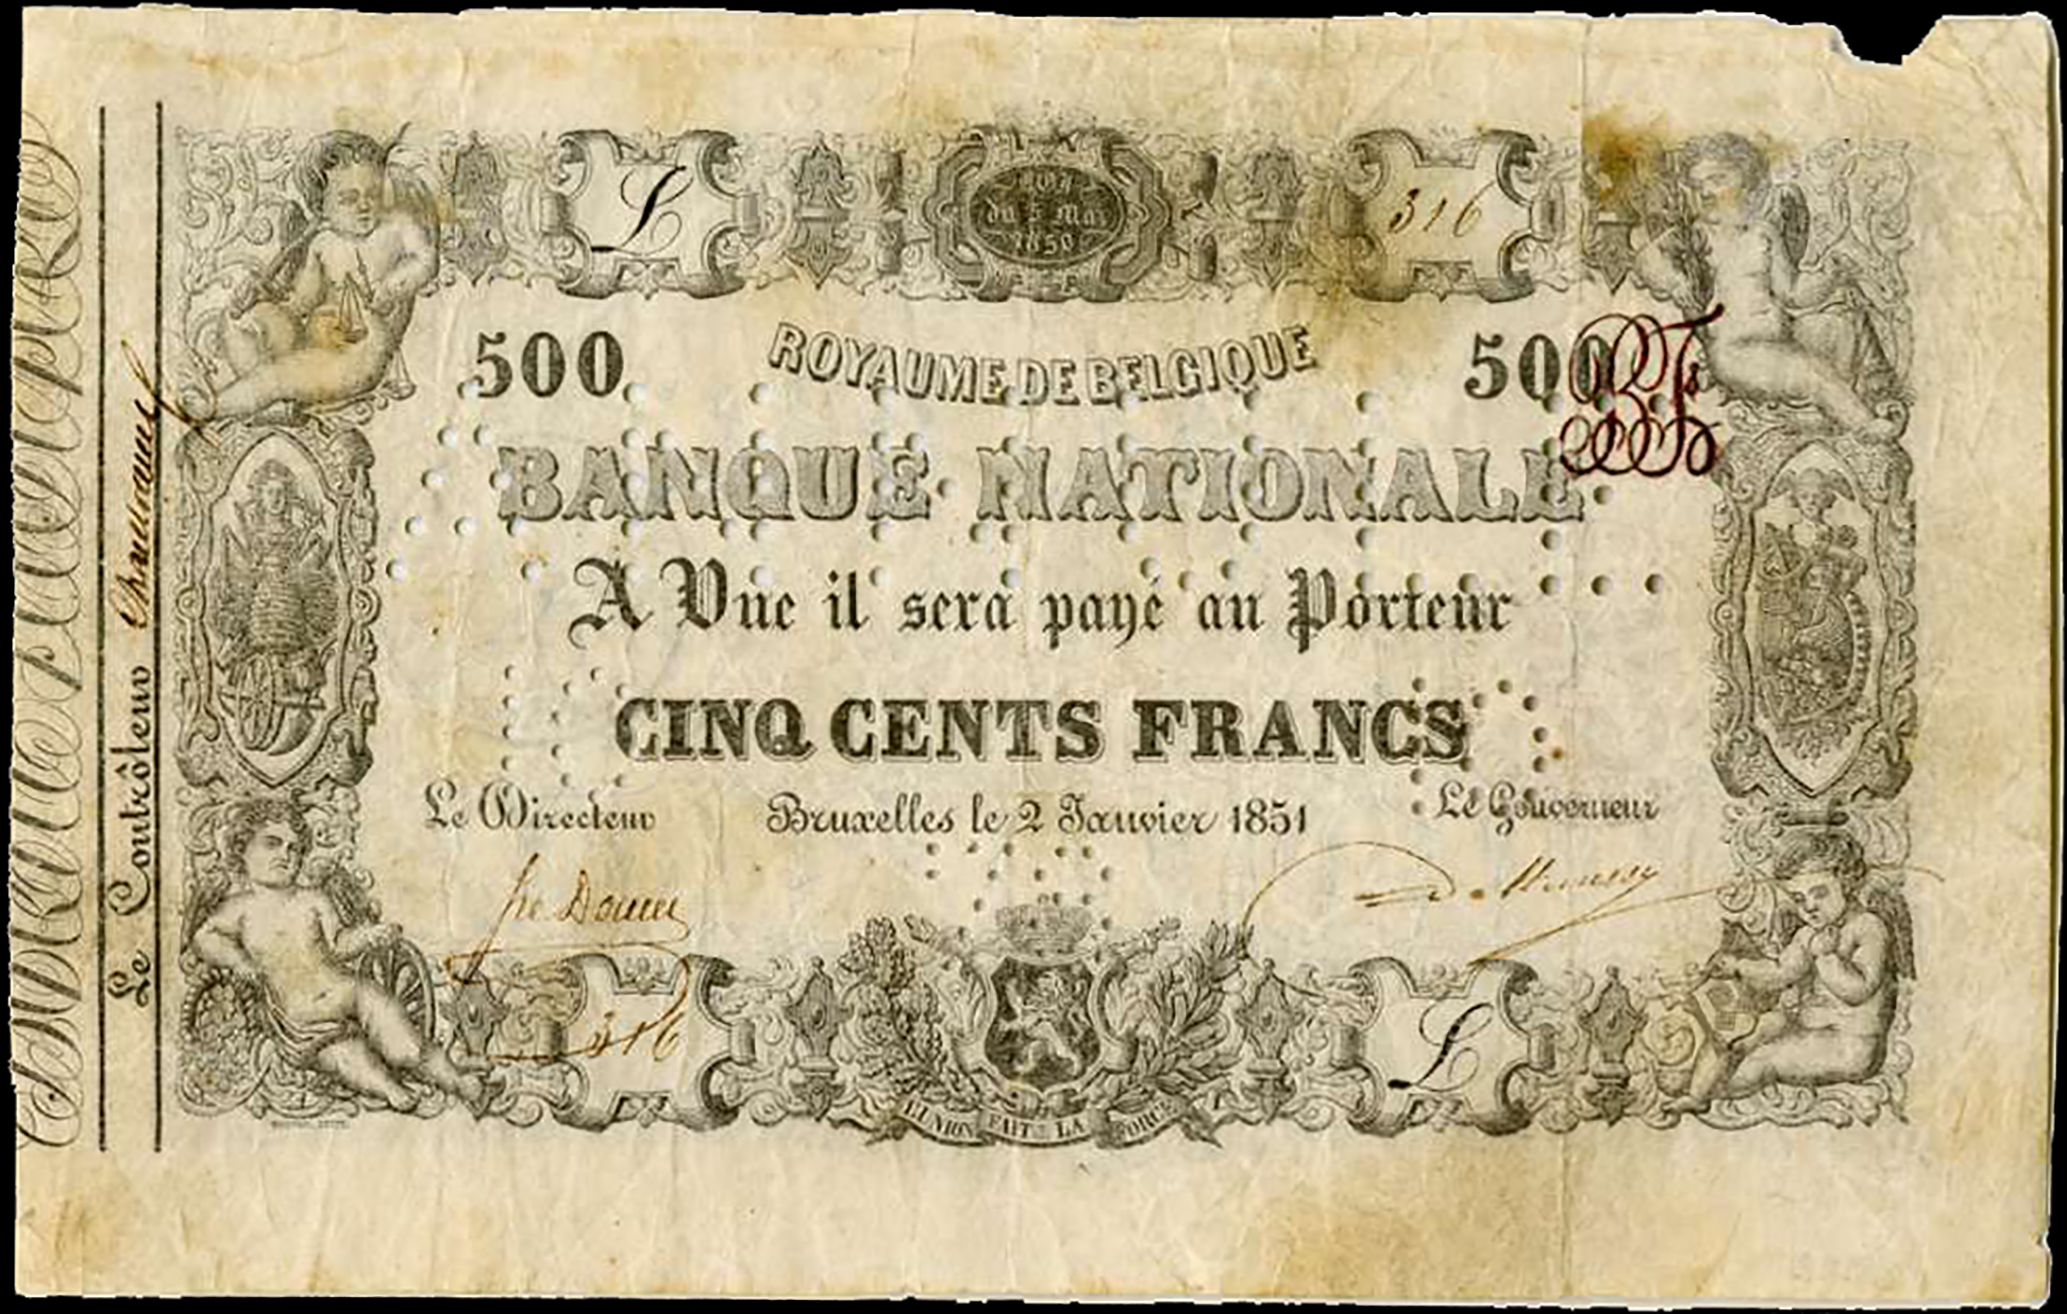 L
LOI
du 5 Mai
1850
316
500
ROYAUME DE BELGIQUE
500
BANQUE NATIONALE
A Vue il sera payé au Porteur
CINQ CENTS FRANCS
Le Directeur
Bruxelles le 2 Janvier 1851
Le Gouverneur
316
L
L'UNION FAIT LA FORCE
Le Contrôleur